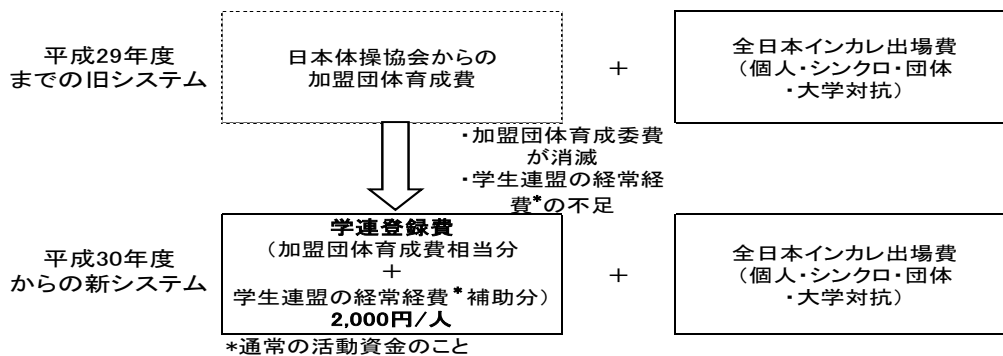 平成29年度
までの旧システム
日本体操協会からの
加盟団体育成費
+
全日本インカレ出場費
(個人・シンクロ・団体
・大学対抗)
・加盟団体育成委費
が消滅
・学生連盟の経常経
費*の不足
平成30年度
からの新システム
学連登録費
(加盟団体育成費相当分
+
学生連盟の経常経費*補助分)
2,000円/人
+
全日本インカレ出場費
(個人・シンクロ・団体
・大学対抗)
*通常の活動資金のこと